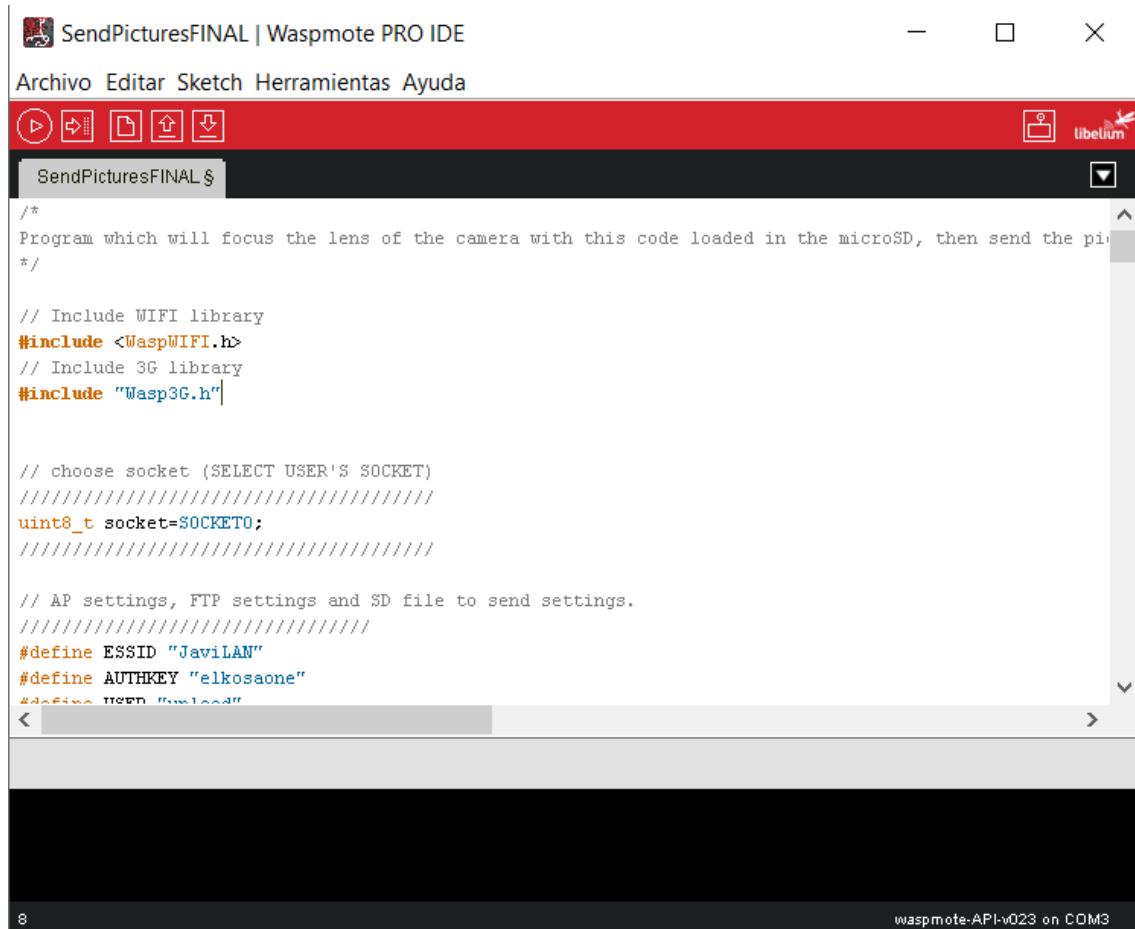 SendPicturesFINAL | Waspmote PRO IDE
Archivo Editar Sketch Herramientas Ayuda
libelium
SendPicturesFINAL §
/*
Program which will focus the lens of the camera with this code loaded in the microSD, then send the pi
*/
// Include WIFI library
#include <WaspWIFI.h>
// Include 3G library
#include "Wasp3G.h"
// choose socket (SELECT USER'S SOCKET)
///////////////////////////////////////
uint8_t socket=SOCKET0;
///////////////////////////////////////
// AP settings, FTP settings and SD file to send settings.
/////////////////////////////////
#define ESSID "JaviLAN"
#define AUTHKEY "elkosaone"
#define USER "upload"
8
waspmote-API-v023 on COM3